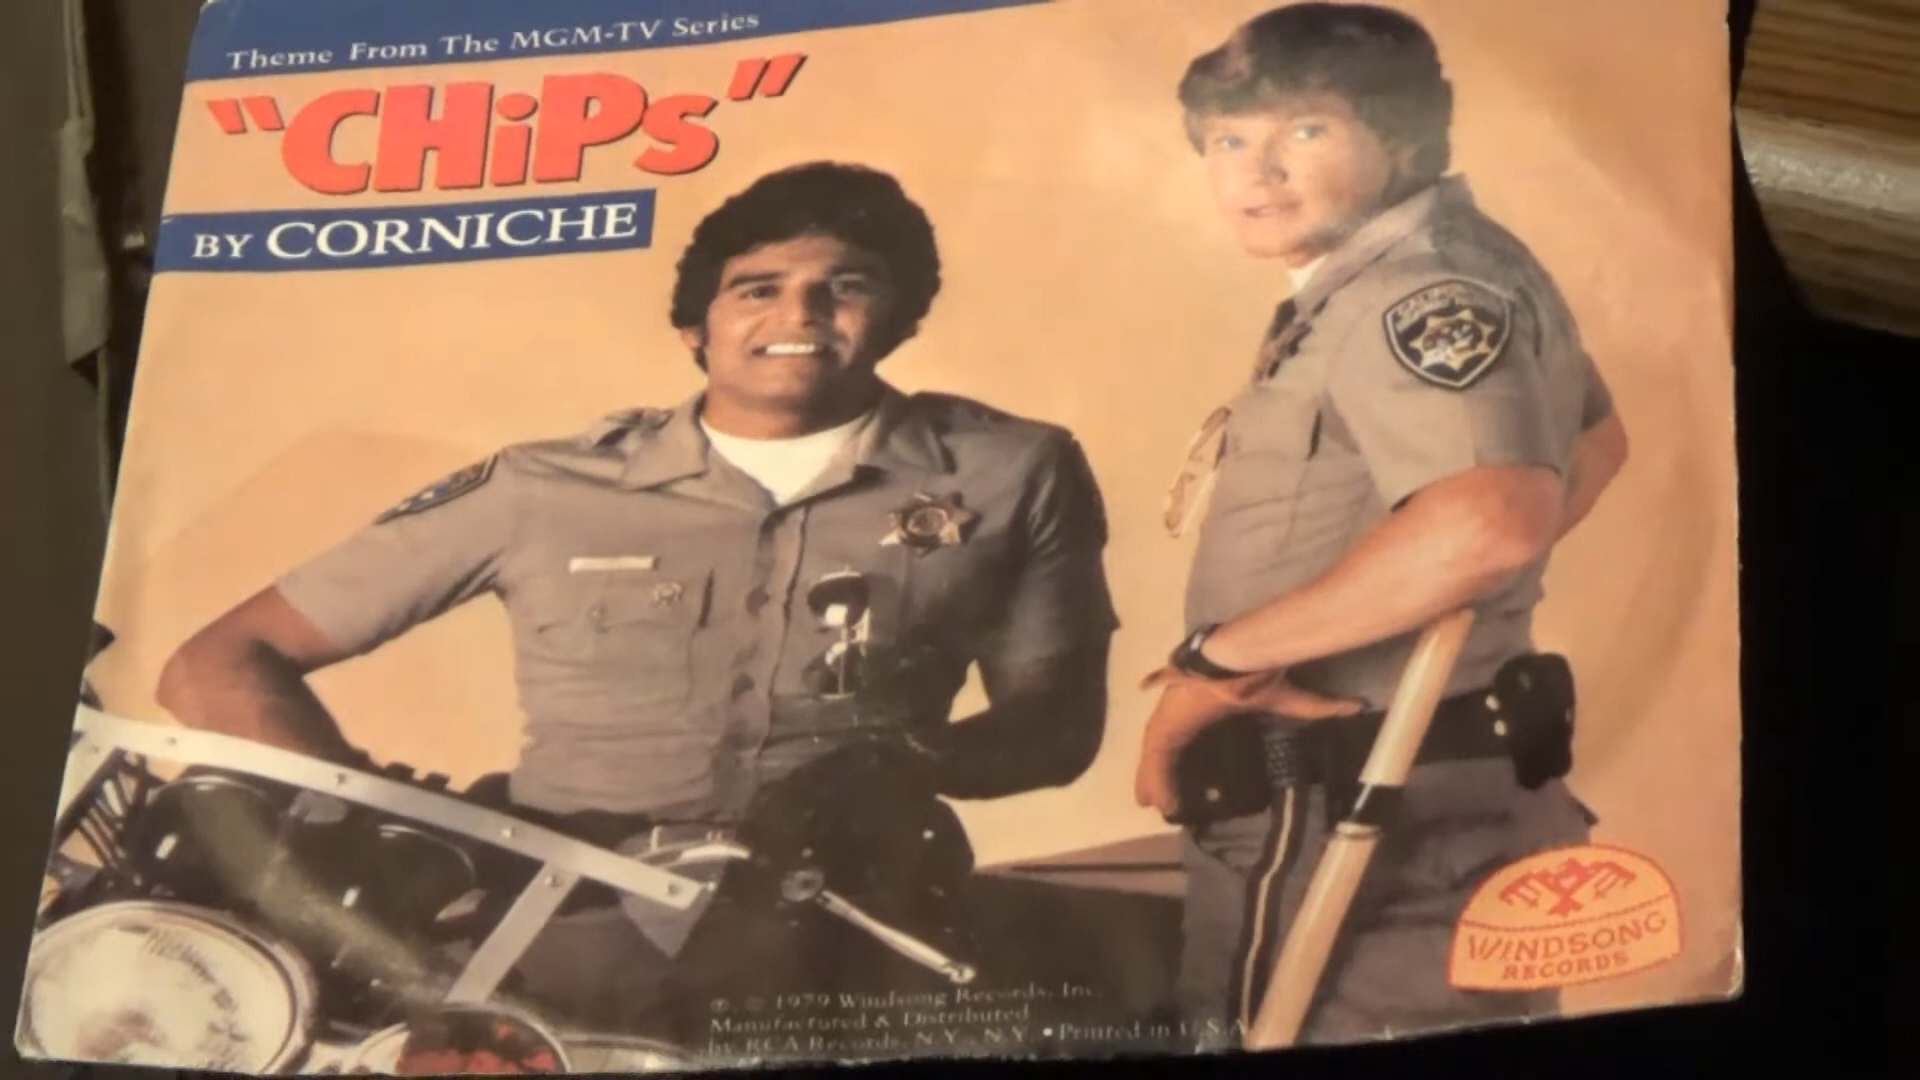 Theme From The MGM-TV Series
"CHiPs"
BY CORNICHE
WINDSONG
RECORDS
℗, © 1979 Windsong Records, Inc.
Manufactured & Distributed
by RCA Records, N.Y., N.Y. • Printed in U.S.A.